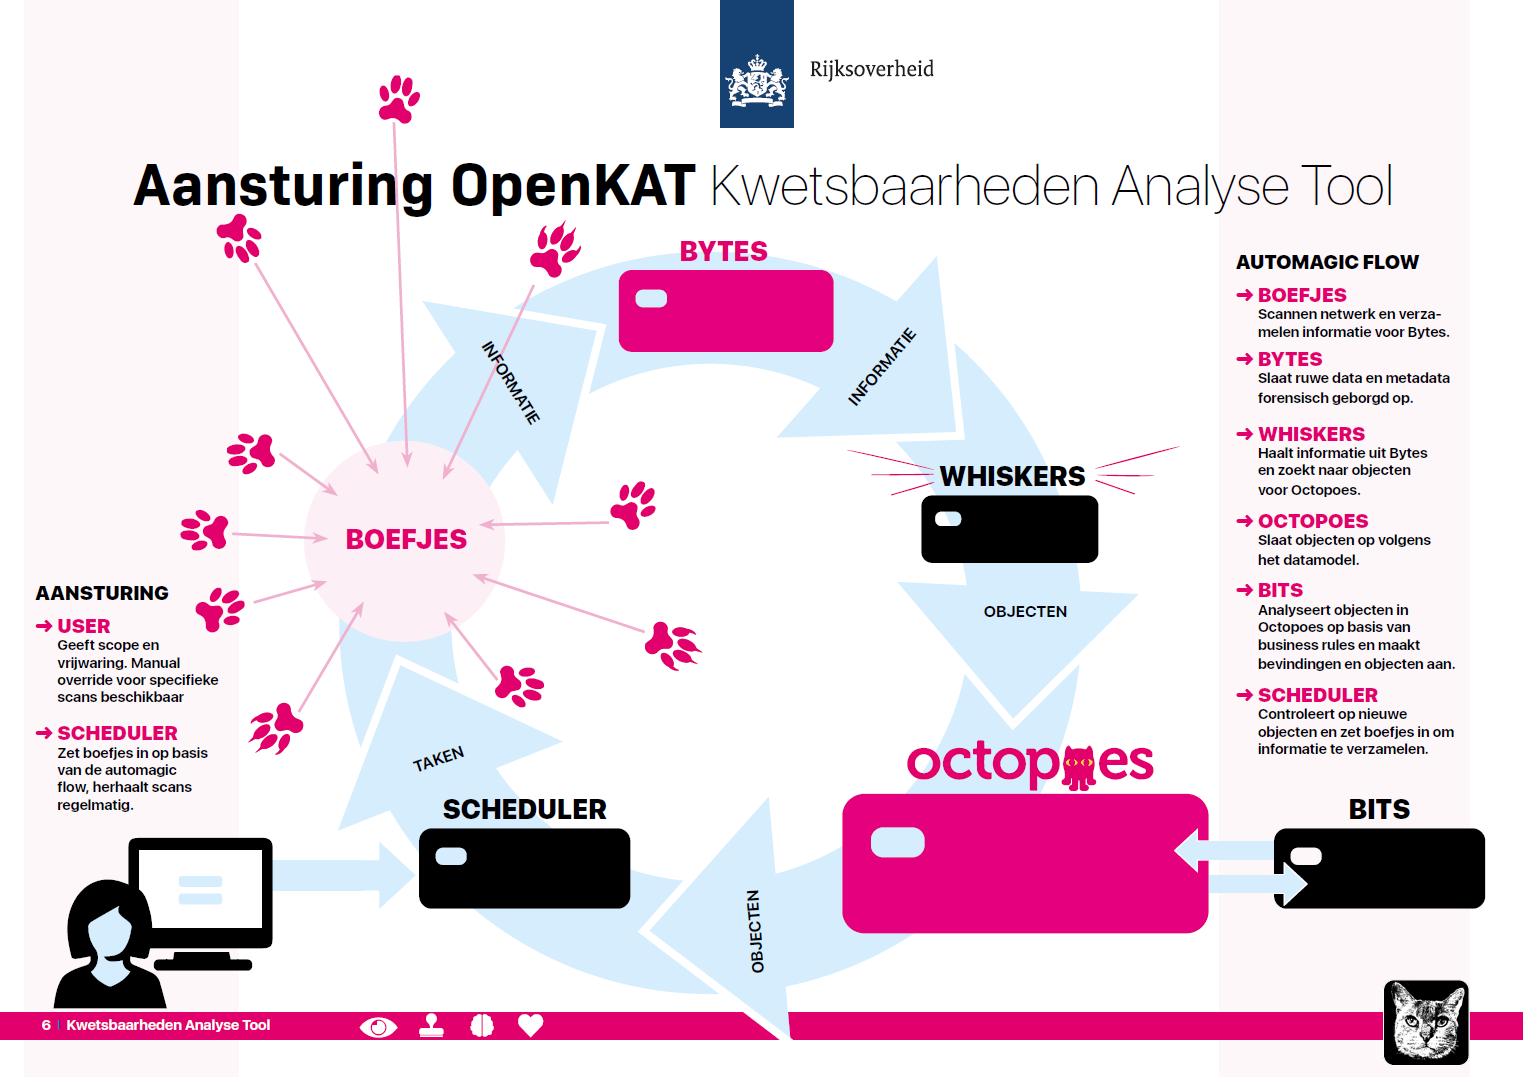 Rijksoverheid
Aansturing OpenKAT Kwetsbaarheden Analyse Tool
BYTES
INFORMATIE
INFORMATIE
WHISKERS
BOEFJES
OBJECTEN
octopoes
TAKEN
SCHEDULER
OBJECTEN
BITS
AANSTURING
➔ USER
Geeft scope en
vrijwaring. Manual
override voor specifieke
scans beschikbaar
➔ SCHEDULER
Zet boefjes in op basis
van de automagic
flow, herhaalt scans
regelmatig.
AUTOMAGIC FLOW
➔ BOEFJES
Scannen netwerk en verza-
melen informatie voor Bytes.
➔ BYTES
Slaat ruwe data en metadata
forensisch geborgd op.
➔ WHISKERS
Haalt informatie uit Bytes
en zoekt naar objecten
voor Octopoes.
➔ OCTOPOES
Slaat objecten op volgens
het datamodel.
➔ BITS
Analyseert objecten in
Octopoes op basis van
business rules en maakt
bevindingen en objecten aan.
➔ SCHEDULER
Controleert op nieuwe
objecten en zet boefjes in om
informatie te verzamelen.
6 | Kwetsbaarheden Analyse Tool